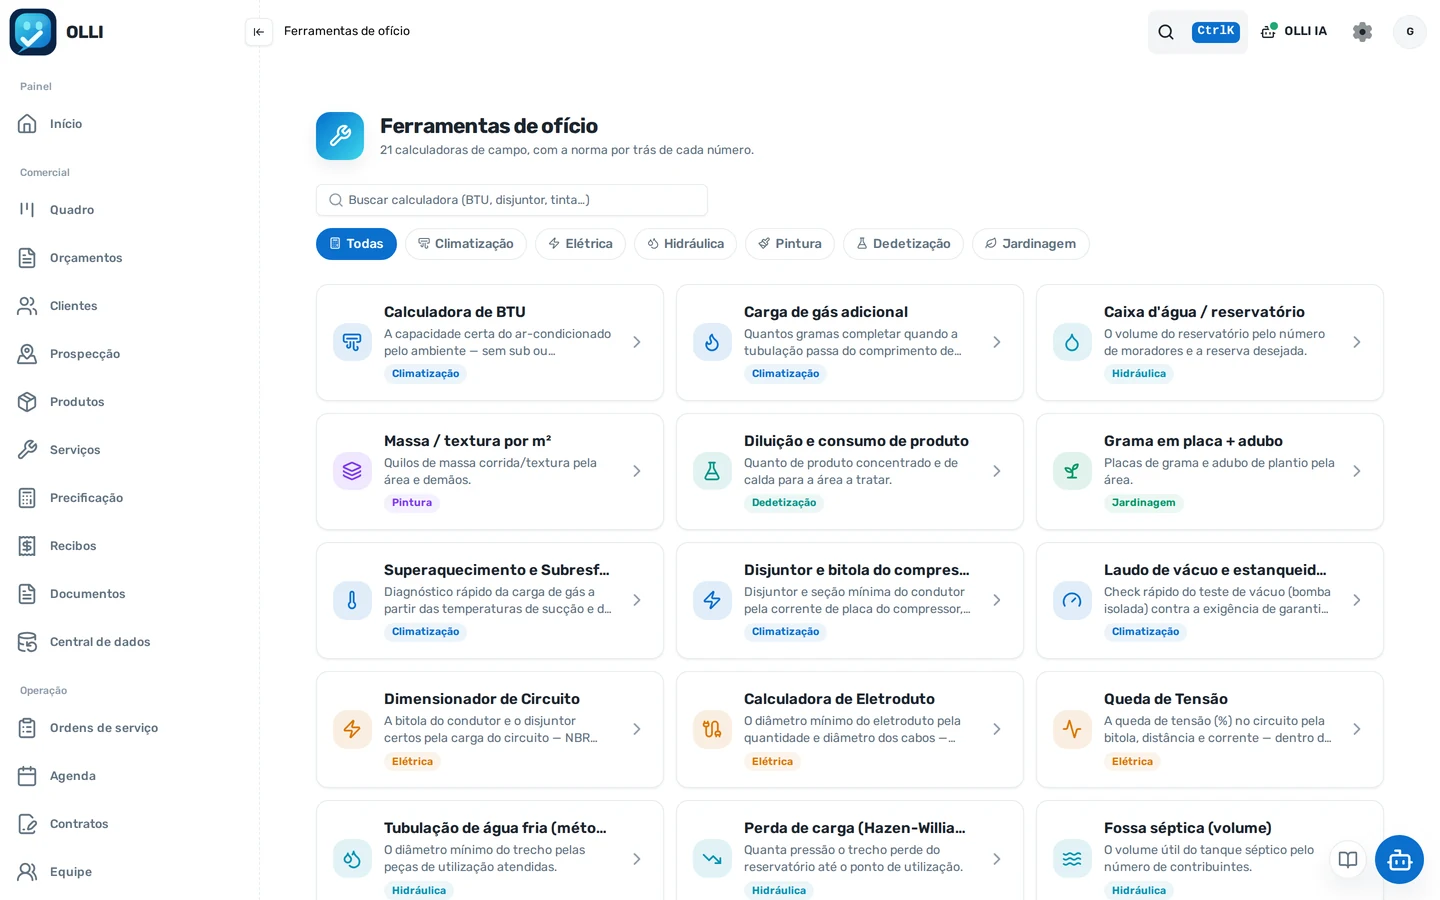 OLLI
Ferramentas de ofício
CtrlK
OLLI IA
G
Painel
Início
Comercial
Quadro
Orçamentos
Clientes
Prospecção
Produtos
Serviços
Precificação
Recibos
Documentos
Central de dados
Operação
Ordens de serviço
Agenda
Contratos
Equipe
Ferramentas de ofício
21 calculadoras de campo, com a norma por trás de cada número.
Buscar calculadora (BTU, disjuntor, tinta…)
Todas
Climatização
Elétrica
Hidráulica
Pintura
Dedetização
Jardinagem
Calculadora de BTU
A capacidade certa do ar-condicionado
pelo ambiente — sem sub ou…
Climatização
Carga de gás adicional
Quantos gramas completar quando a
tubulação passa do comprimento de…
Climatização
Caixa d'água / reservatório
O volume do reservatório pelo número
de moradores e a reserva desejada.
Hidráulica
Massa / textura por m²
Quilos de massa corrida/textura pela
área e demãos.
Pintura
Diluição e consumo de produto
Quanto de produto concentrado e de
calda para a área a tratar.
Dedetização
Grama em placa + adubo
Placas de grama e adubo de plantio pela
área.
Jardinagem
Superaquecimento e Subresf…
Diagnóstico rápido da carga de gás a
partir das temperaturas de sucção e d…
Climatização
Disjuntor e bitola do compres…
Disjuntor e seção mínima do condutor
pela corrente de placa do compressor,…
Climatização
Laudo de vácuo e estanqueid…
Check rápido do teste de vácuo (bomba
isolada) contra a exigência de garanti…
Climatização
Dimensionador de Circuito
A bitola do condutor e o disjuntor
certos pela carga do circuito — NBR…
Elétrica
Calculadora de Eletroduto
O diâmetro mínimo do eletroduto pela
quantidade e diâmetro dos cabos —…
Elétrica
Queda de Tensão
A queda de tensão (%) no circuito pela
bitola, distância e corrente — dentro d…
Elétrica
Tubulação de água fria (méto…
O diâmetro mínimo do trecho pelas
peças de utilização atendidas.
Hidráulica
Perda de carga (Hazen-Willia…
Quanta pressão o trecho perde do
reservatório até o ponto de utilização.
Hidráulica
Fossa séptica (volume)
O volume útil do tanque séptico pelo
número de contribuintes.
Hidráulica